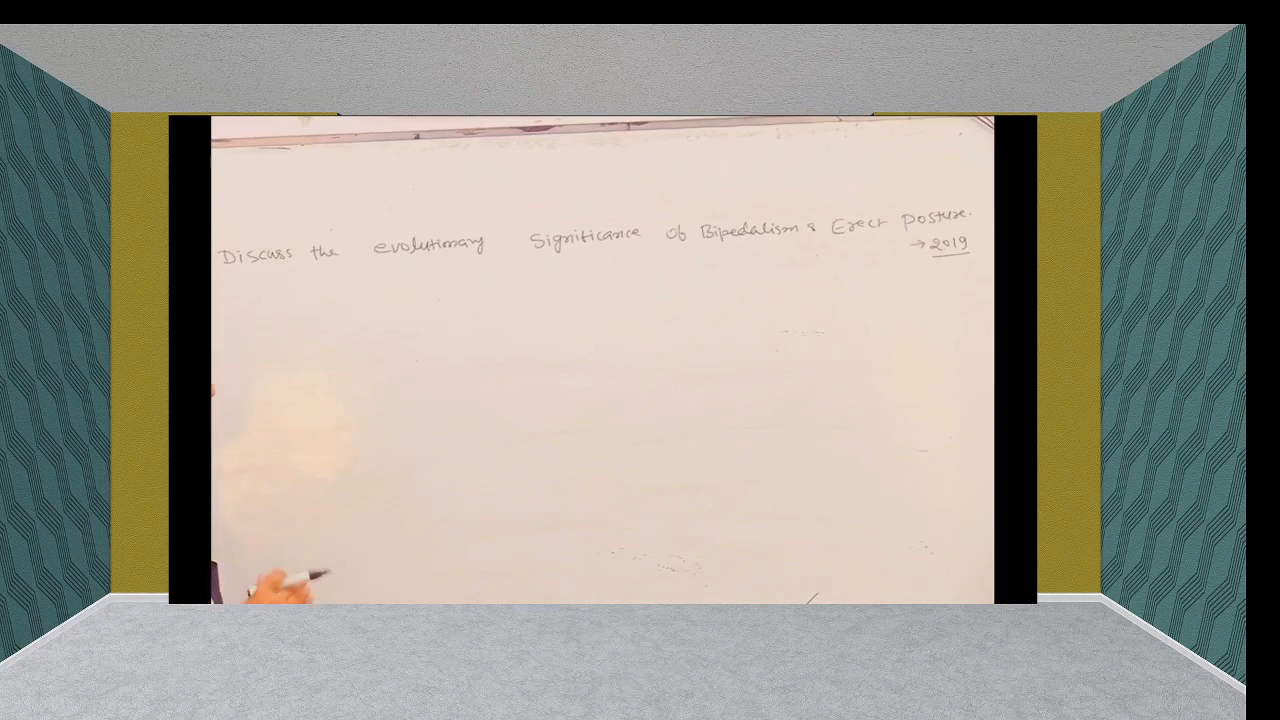 Discuss the evolutionary Significance of Bipedalism & Erect Posture.
→ 2019